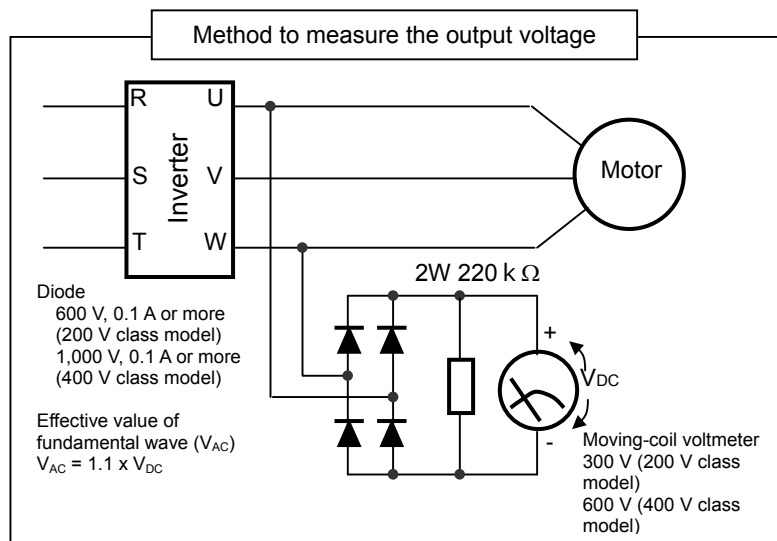 Method to measure the output voltage
R
U
S
V
T
W
Inverter
Motor
2W 220 k Ω
Diode
600 V, 0.1 A or more
(200 V class model)
1,000 V, 0.1 A or more
(400 V class model)
Effective value of
fundamental wave (VAC)
VAC = 1.1 x VDC
+
VDC
-
Moving-coil voltmeter
300 V (200 V class
model)
600 V (400 V class
model)